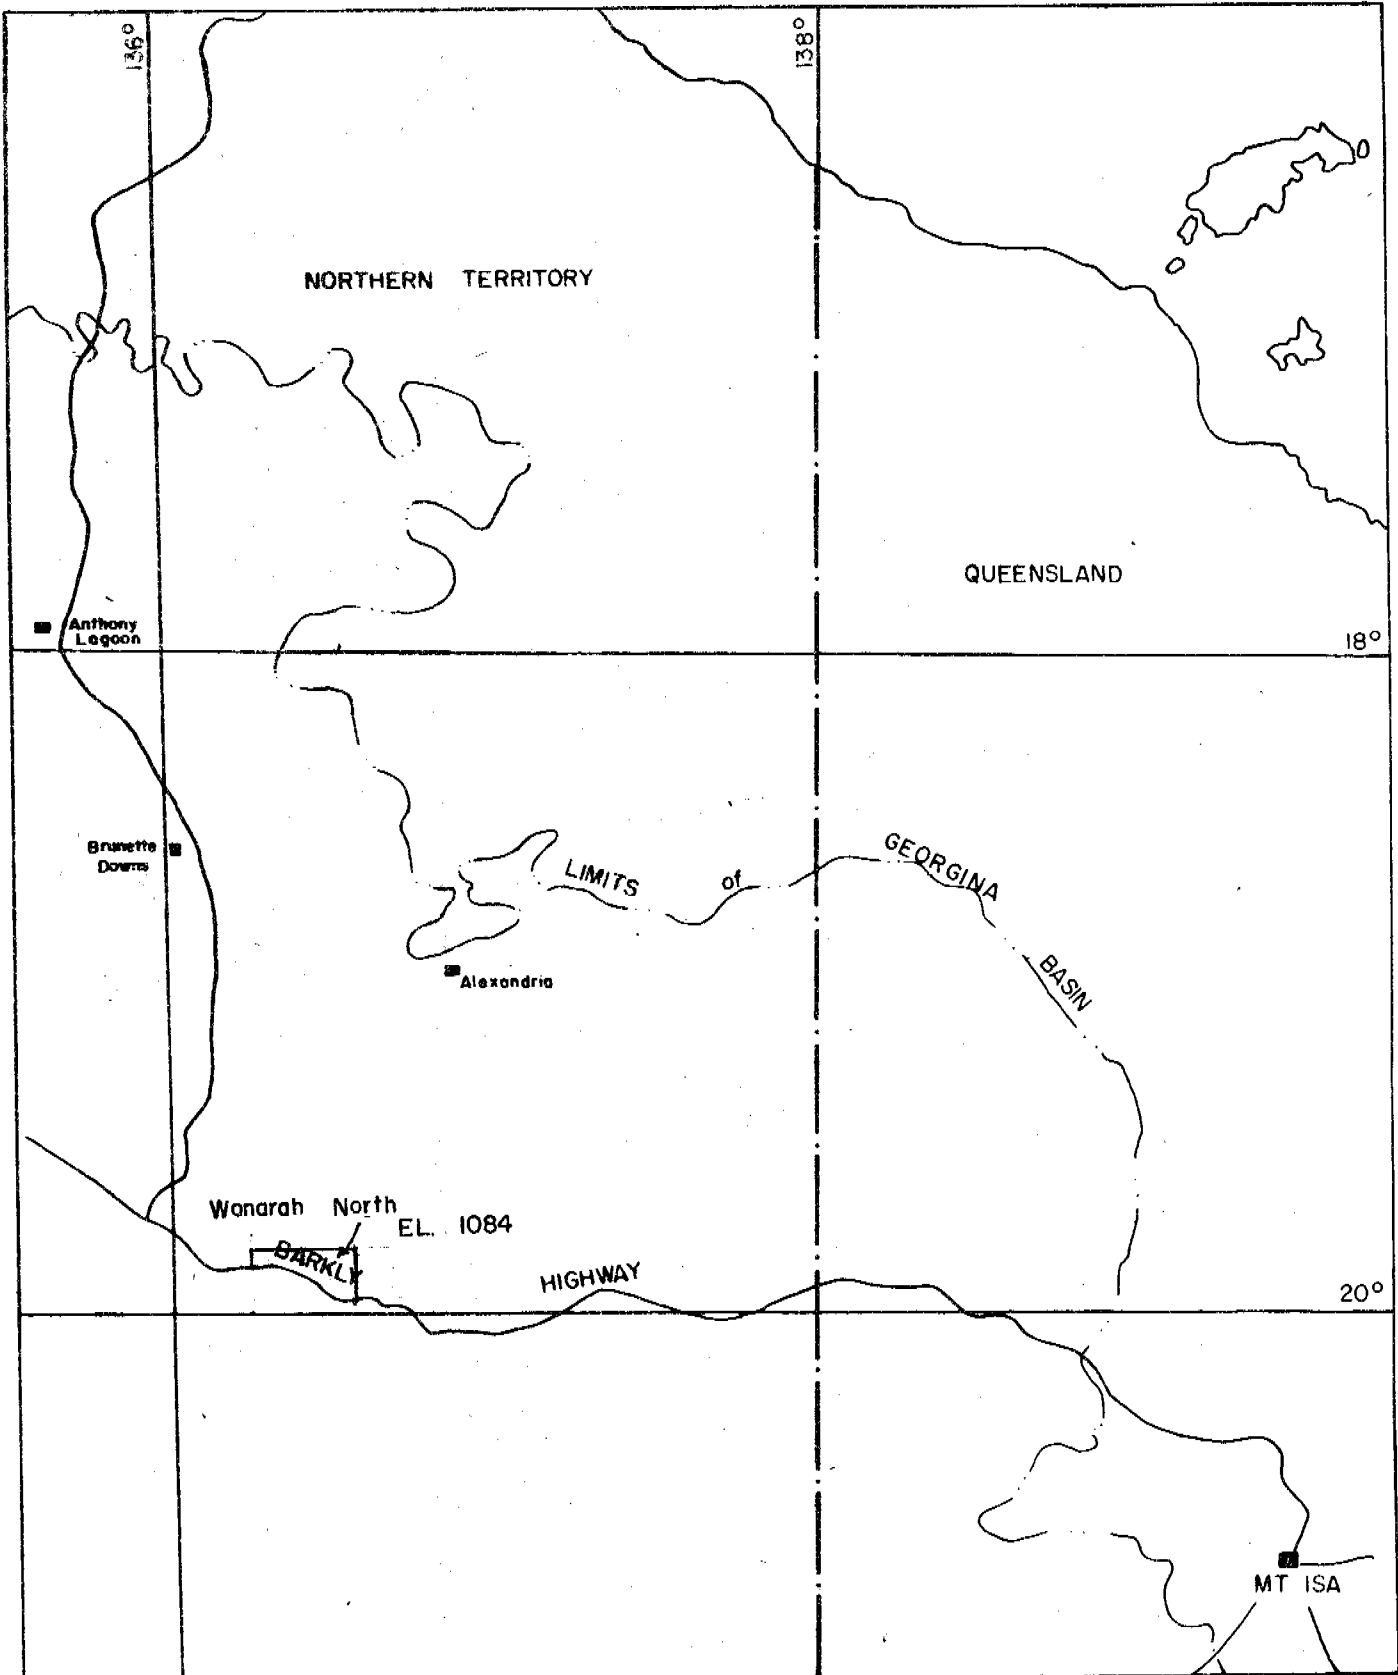 136°
138°
NORTHERN TERRITORY
QUEENSLAND
Anthony
Lagoon
18°
Brunette
Downs
LIMITS of GEORGINA BASIN
Alexandria
Wonarah North
EL. 1084
BARKLY HIGHWAY
20°
MT ISA